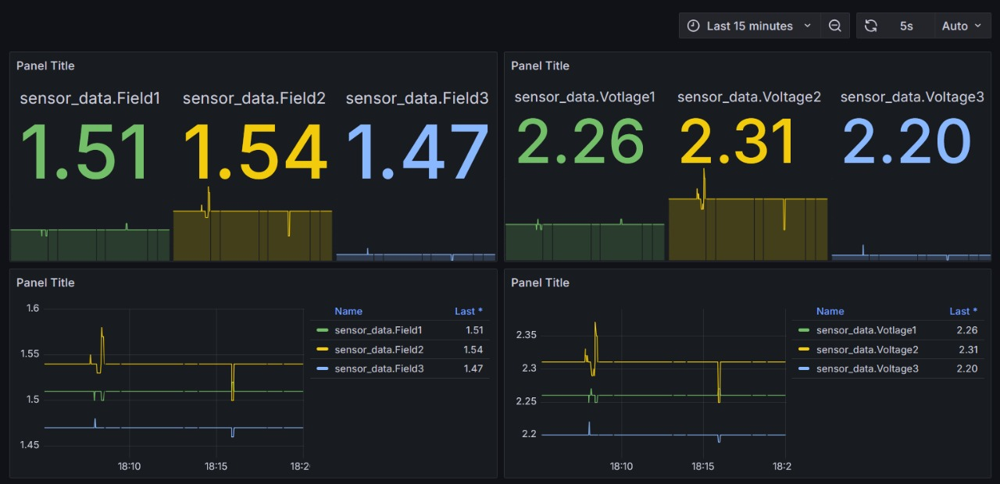 Last 15 minutes 5s Auto
Panel Title
sensor_data.Field1 sensor_data.Field2 sensor_data.Field3
1.51 1.54 1.47
Panel Title
sensor_data.Votlage1 sensor_data.Voltage2 sensor_data.Voltage3
2.26 2.31 2.20
Panel Title
1.6
1.55
1.5
1.45
18:10 18:15 18:2
Name Last *
sensor_data.Field1 1.51
sensor_data.Field2 1.54
sensor_data.Field3 1.47
Panel Title
2.35
2.3
2.25
2.2
18:10 18:15 18:2
Name Last *
sensor_data.Votlage1 2.26
sensor_data.Voltage2 2.31
sensor_data.Voltage3 2.20